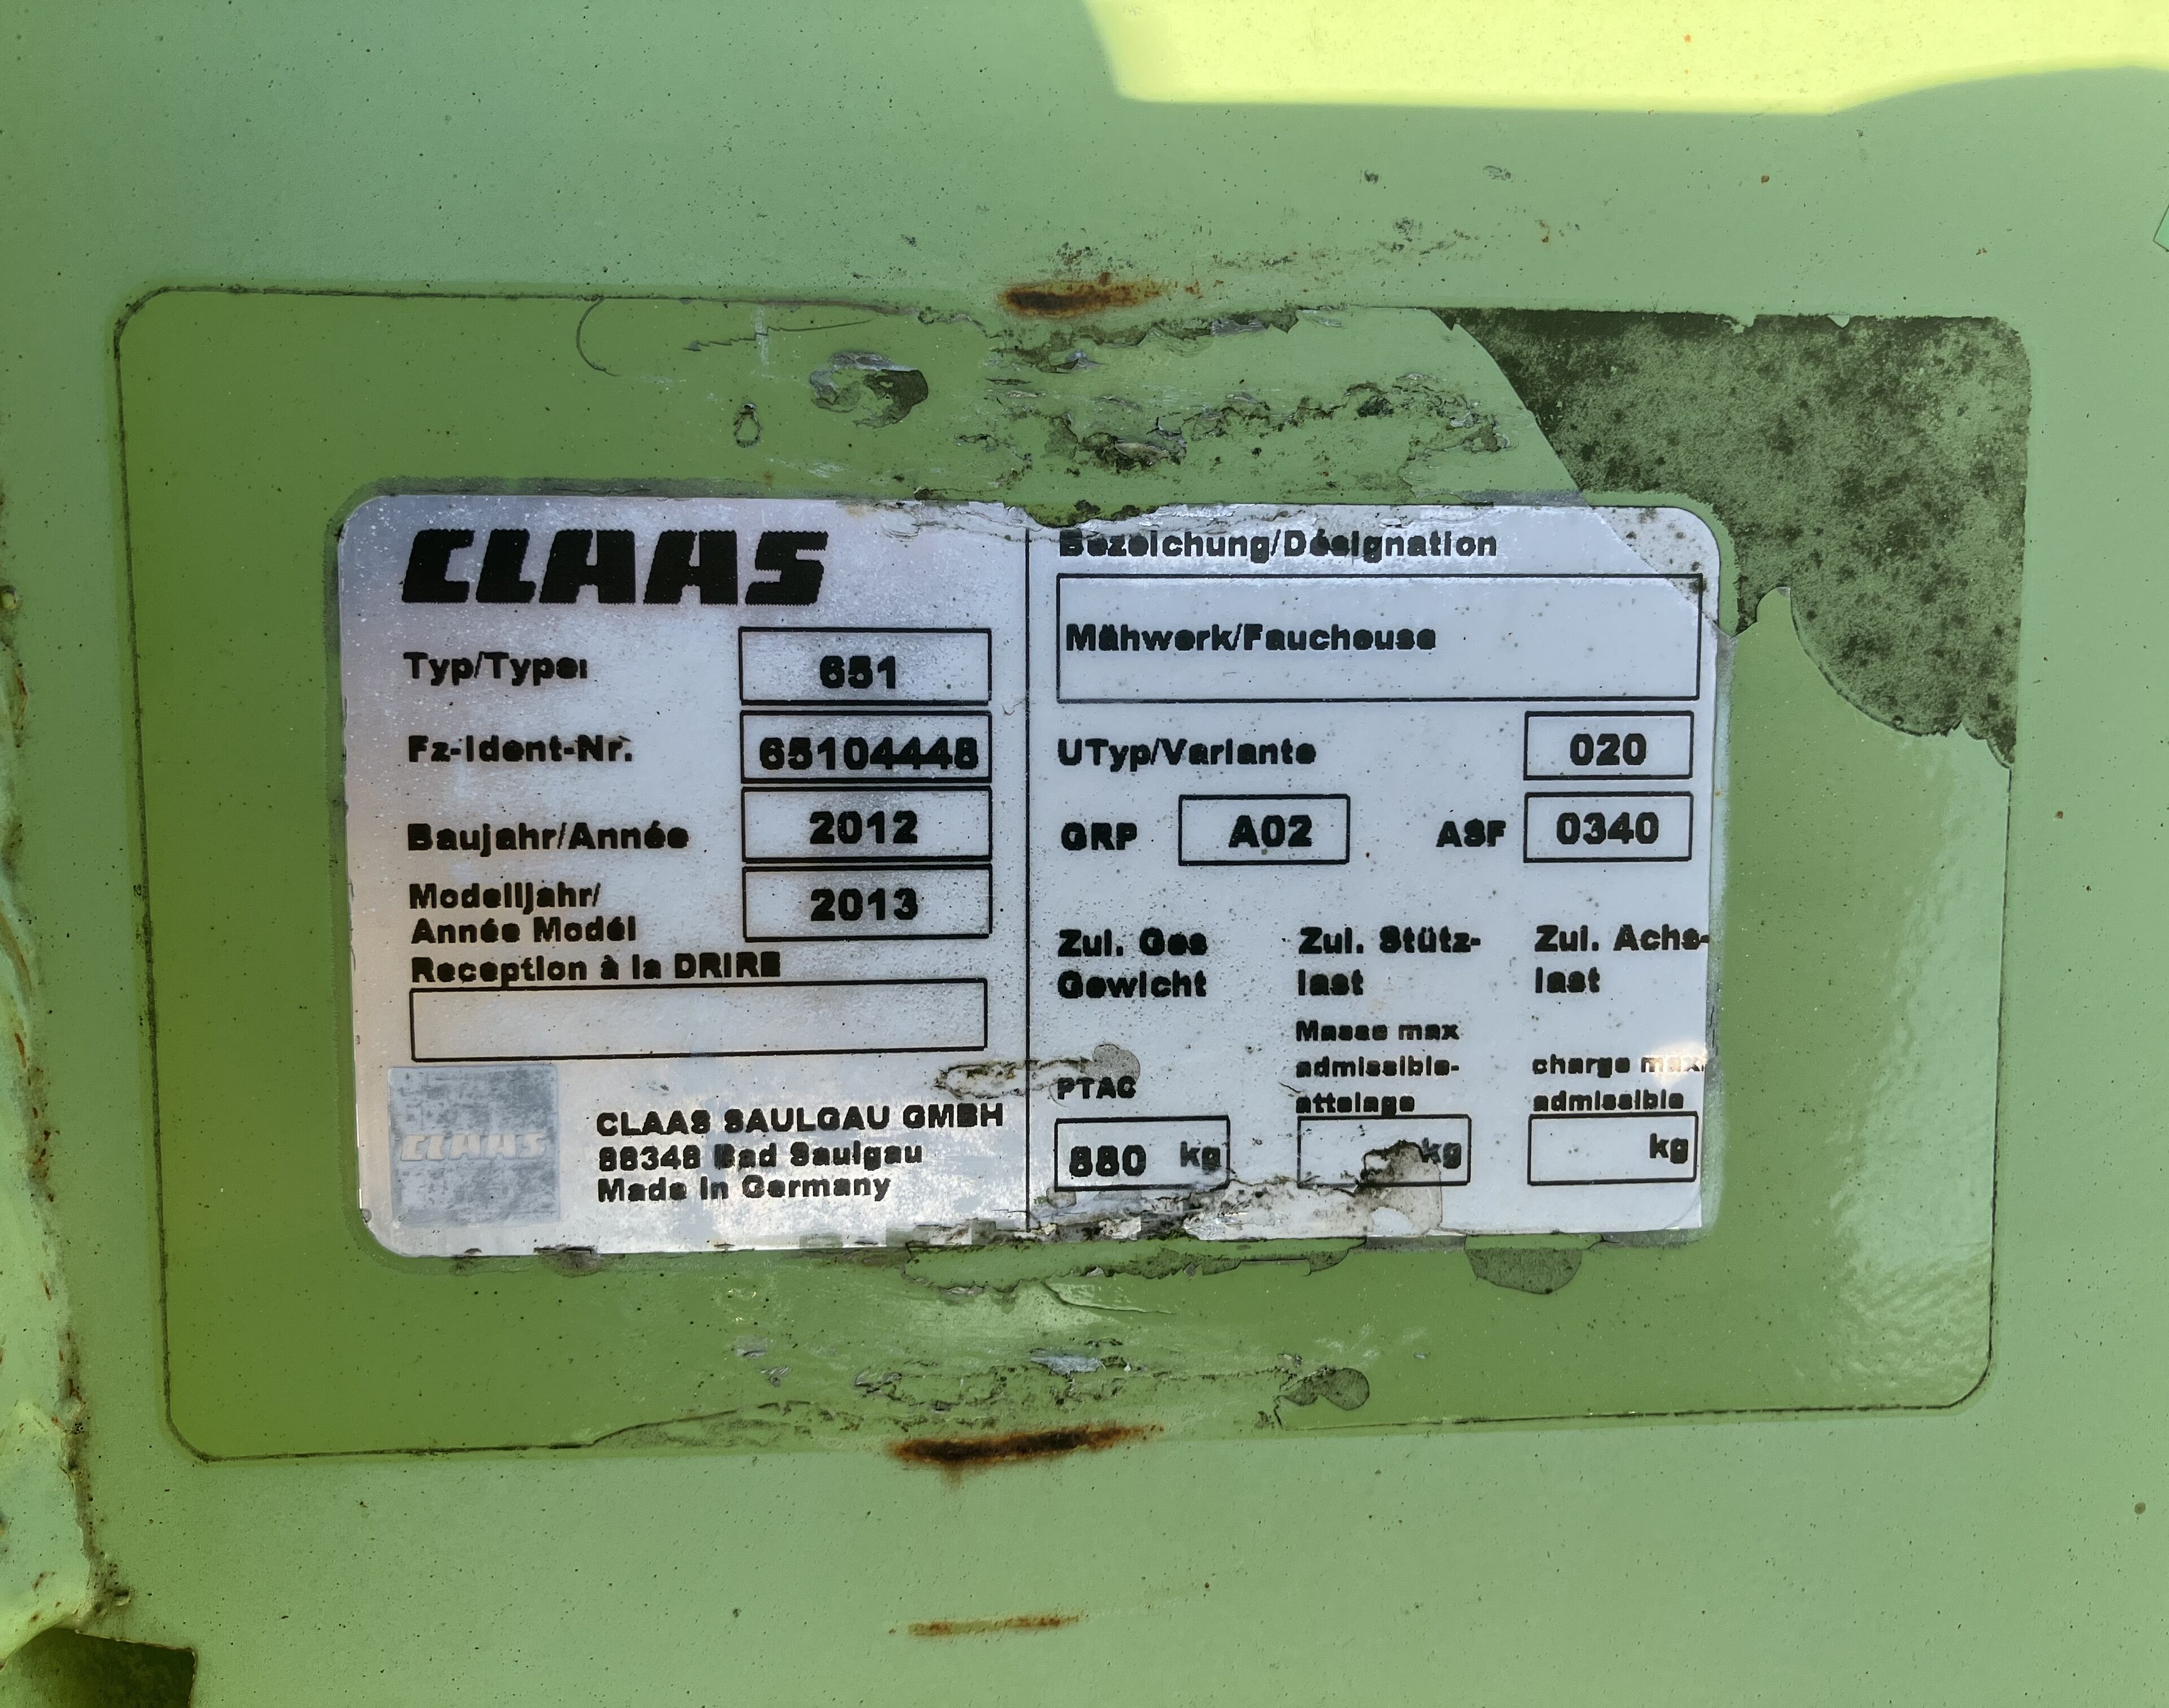 CLAAS
Typ/Type:
651
Fz-Ident-Nr.
65104448
Baujahr/Année
2012
Modelljahr/
Année Modél
2013
Reception à la DRIRE
CLAAS
CLAAS SAULGAU GMBH
88348 Bad Saulgau
Made in Germany
Bezeichung/Désignation
Mähwerk/Faucheuse
UTyp/Variante
020
GRP
A02
ASF
0340
Zul. Ges
Gewicht
PTAC
880 kg
Zul. Stütz-
last
Masse max
admissible-
attelage
kg
Zul. Achs-
last
charge maxi
admissible
kg